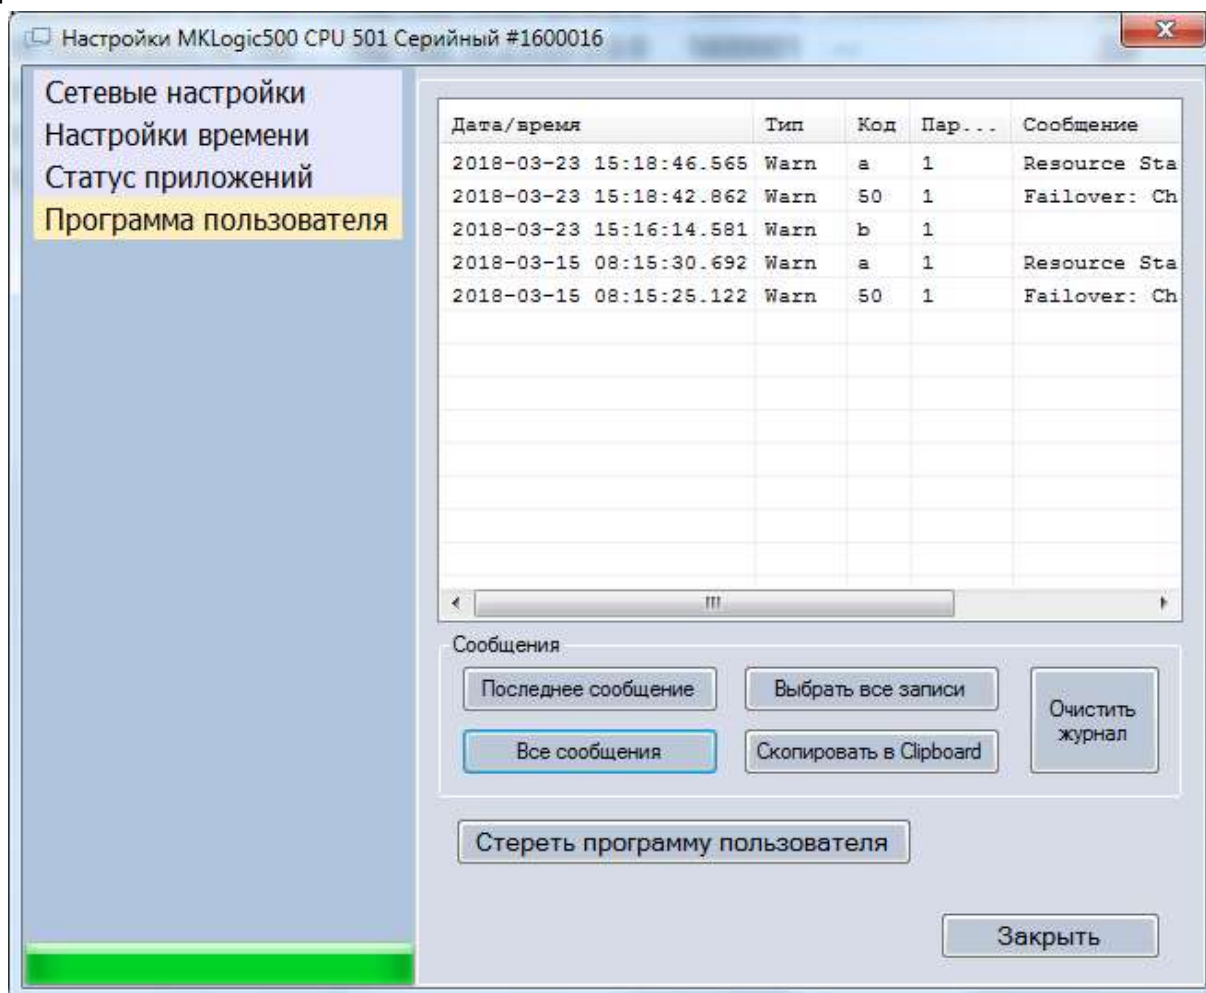 Настройки MKLogic500 CPU 501 Серийный #1600016
Сетевые настройки
Настройки времени
Статус приложений
Программа пользователя
Дата/время Тип Код Пар... Сообщение
2018-03-23 15:18:46.565 Warn a 1 Resource Sta
2018-03-23 15:18:42.862 Warn 50 1 Failover: Ch
2018-03-23 15:16:14.581 Warn b 1
2018-03-15 08:15:30.692 Warn a 1 Resource Sta
2018-03-15 08:15:25.122 Warn 50 1 Failover: Ch
Сообщения
Последнее сообщение Выбрать все записи
Очистить
журнал
Все сообщения Скопировать в Clipboard
Стереть программу пользователя
Закрыть